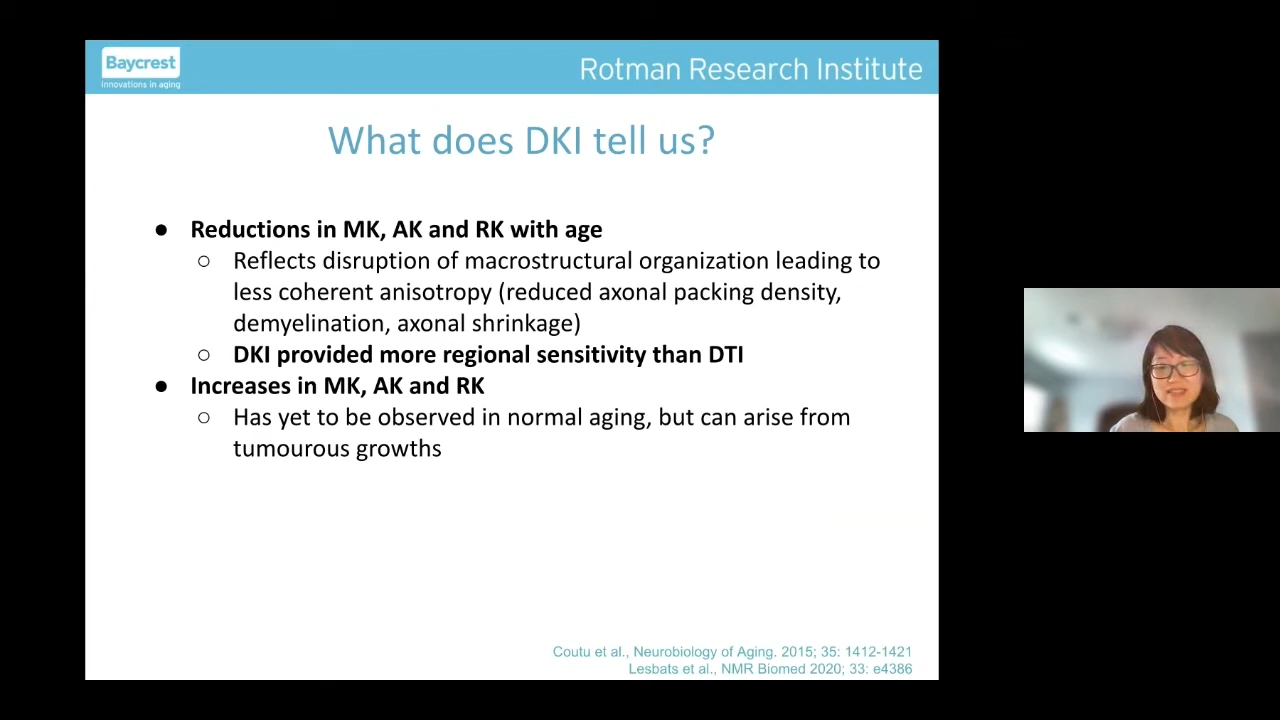 Baycrest
Innovations in aging
Rotman Research Institute
What does DKI tell us?
● Reductions in MK, AK and RK with age
○ Reflects disruption of macrostructural organization leading to
less coherent anisotropy (reduced axonal packing density,
demyelination, axonal shrinkage)
○ DKI provided more regional sensitivity than DTI
● Increases in MK, AK and RK
○ Has yet to be observed in normal aging, but can arise from
tumourous growths
Coutu et al., Neurobiology of Aging. 2015; 35: 1412-1421
Lesbats et al., NMR Biomed 2020; 33: e4386